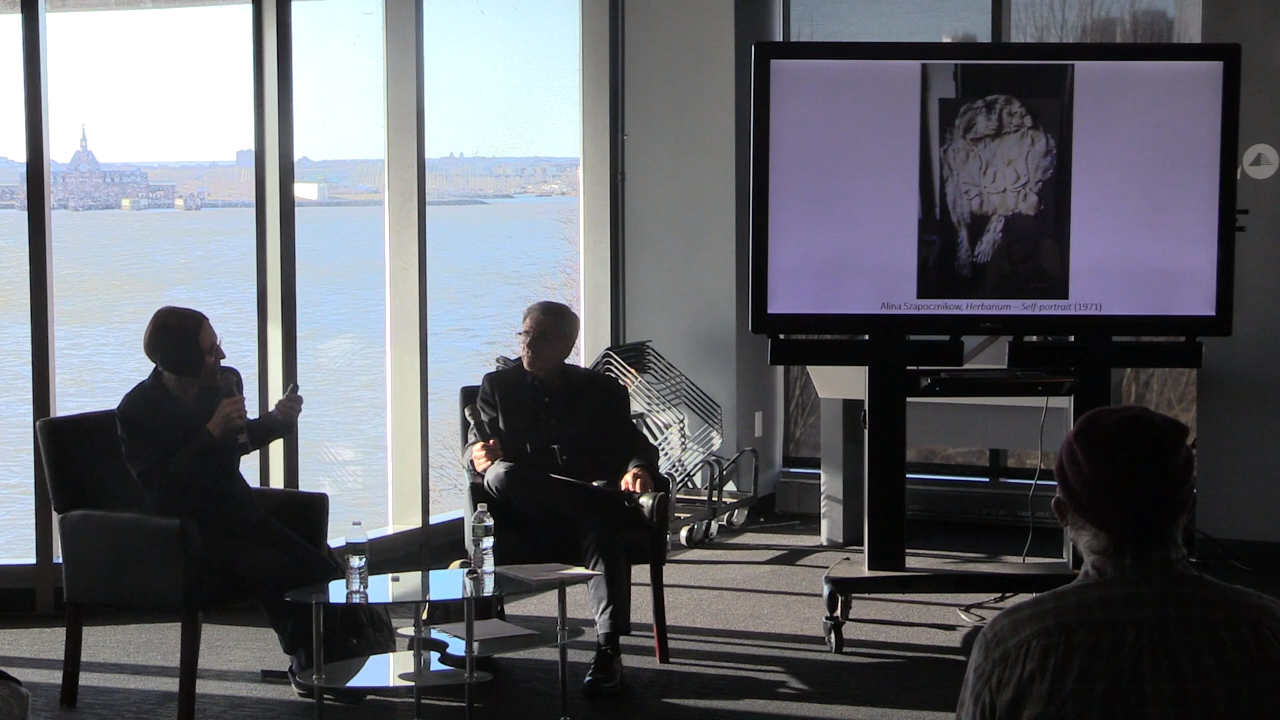 Alina Szapocznikow, Herbarium – Self-portrait (1971)